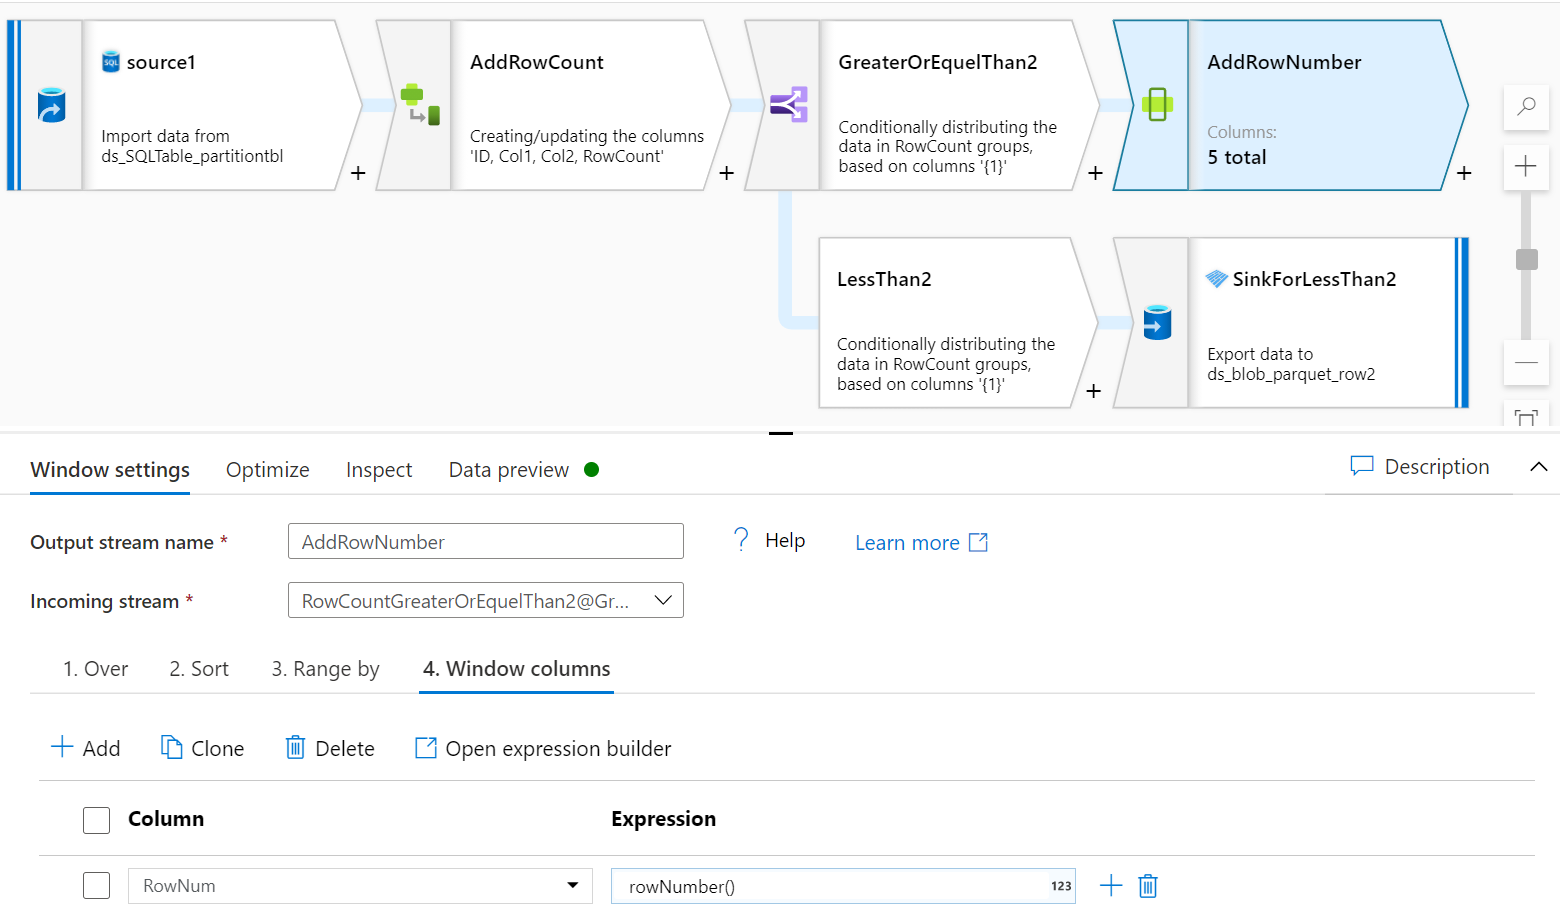 source1
Import data from
ds_SQLTable_partitiontbl
AddRowCount
Creating/updating the columns
'ID, Col1, Col2, RowCount'
GreaterOrEquelThan2
Conditionally distributing the
data in RowCount groups,
based on columns '{1}'
AddRowNumber
Columns:
5 total
LessThan2
Conditionally distributing the
data in RowCount groups,
based on columns '{1}'
SinkForLessThan2
Export data to
ds_blob_parquet_row2
Window settings
Optimize
Inspect
Data preview
Description
Output stream name *
AddRowNumber
Help
Learn more
Incoming stream *
RowCountGreaterOrEquelThan2@Gr...
1. Over
2. Sort
3. Range by
4. Window columns
Add
Clone
Delete
Open expression builder
Column
Expression
RowNum
rowNumber()
123